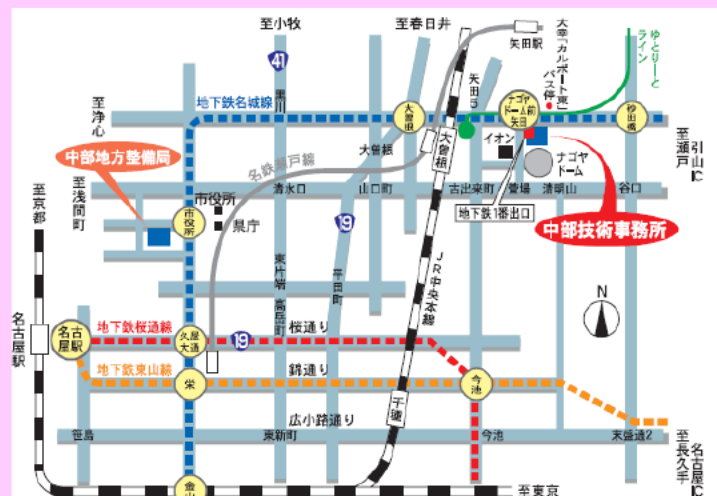 至小牧
至春日井
大幸「カルポート東」
バス停
ゆとりーと
ライン
矢田駅
41
黒川
矢田5
至浄心
地下鉄名城線
大曽根
ナゴヤ
ドーム前
矢田
砂田橋
中部地方整備局
大曽根
大曽根
イオン
ナゴヤ
ドーム
至瀬戸
引山IC
名鉄瀬戸線
至浅間町
市役所
清水口
山口町
古出来町
萱場
清明山
谷口
至京都
市役所
県庁
19
地下鉄1番出口
中部技術事務所
東片端
平田町
JR中央本線
高岳町
N
名古屋駅
名古
屋駅
地下鉄桜通線
久屋
大通
19
桜通り
地下鉄東山線
栄
錦通り
今池
千種
広小路通り
笹島
東新町
今池
末盛通2
至長久手
名古屋IC
金山
至東京